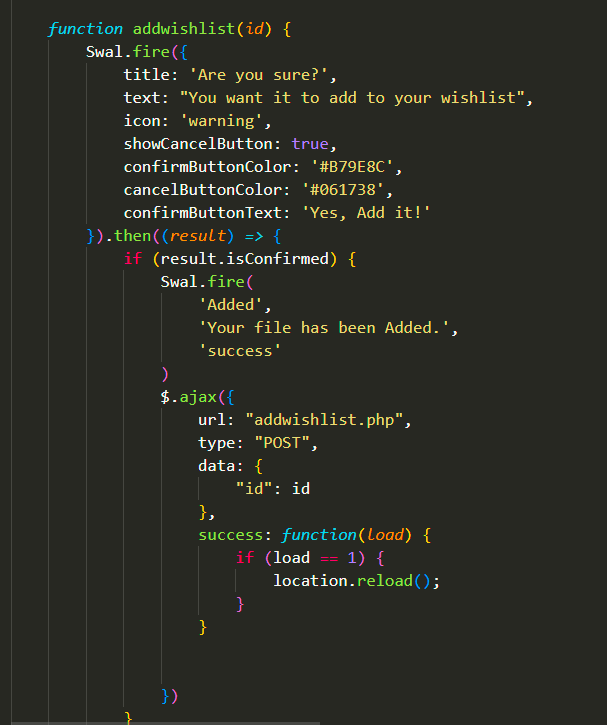 function addwishlist(id) {
Swal.fire({
title: 'Are you sure?',
text: "You want it to add to your wishlist",
icon: 'warning',
showCancelButton: true,
confirmButtonColor: '#B79E8C',
cancelButtonColor: '#061738',
confirmButtonText: 'Yes, Add it!'
}).then((result) => {
if (result.isConfirmed) {
Swal.fire(
'Added',
'Your file has been Added.',
'success'
)
$.ajax({
url: "addwishlist.php",
type: "POST",
data: {
"id": id
},
success: function(load) {
if (load == 1) {
location.reload();
}
}
})
}